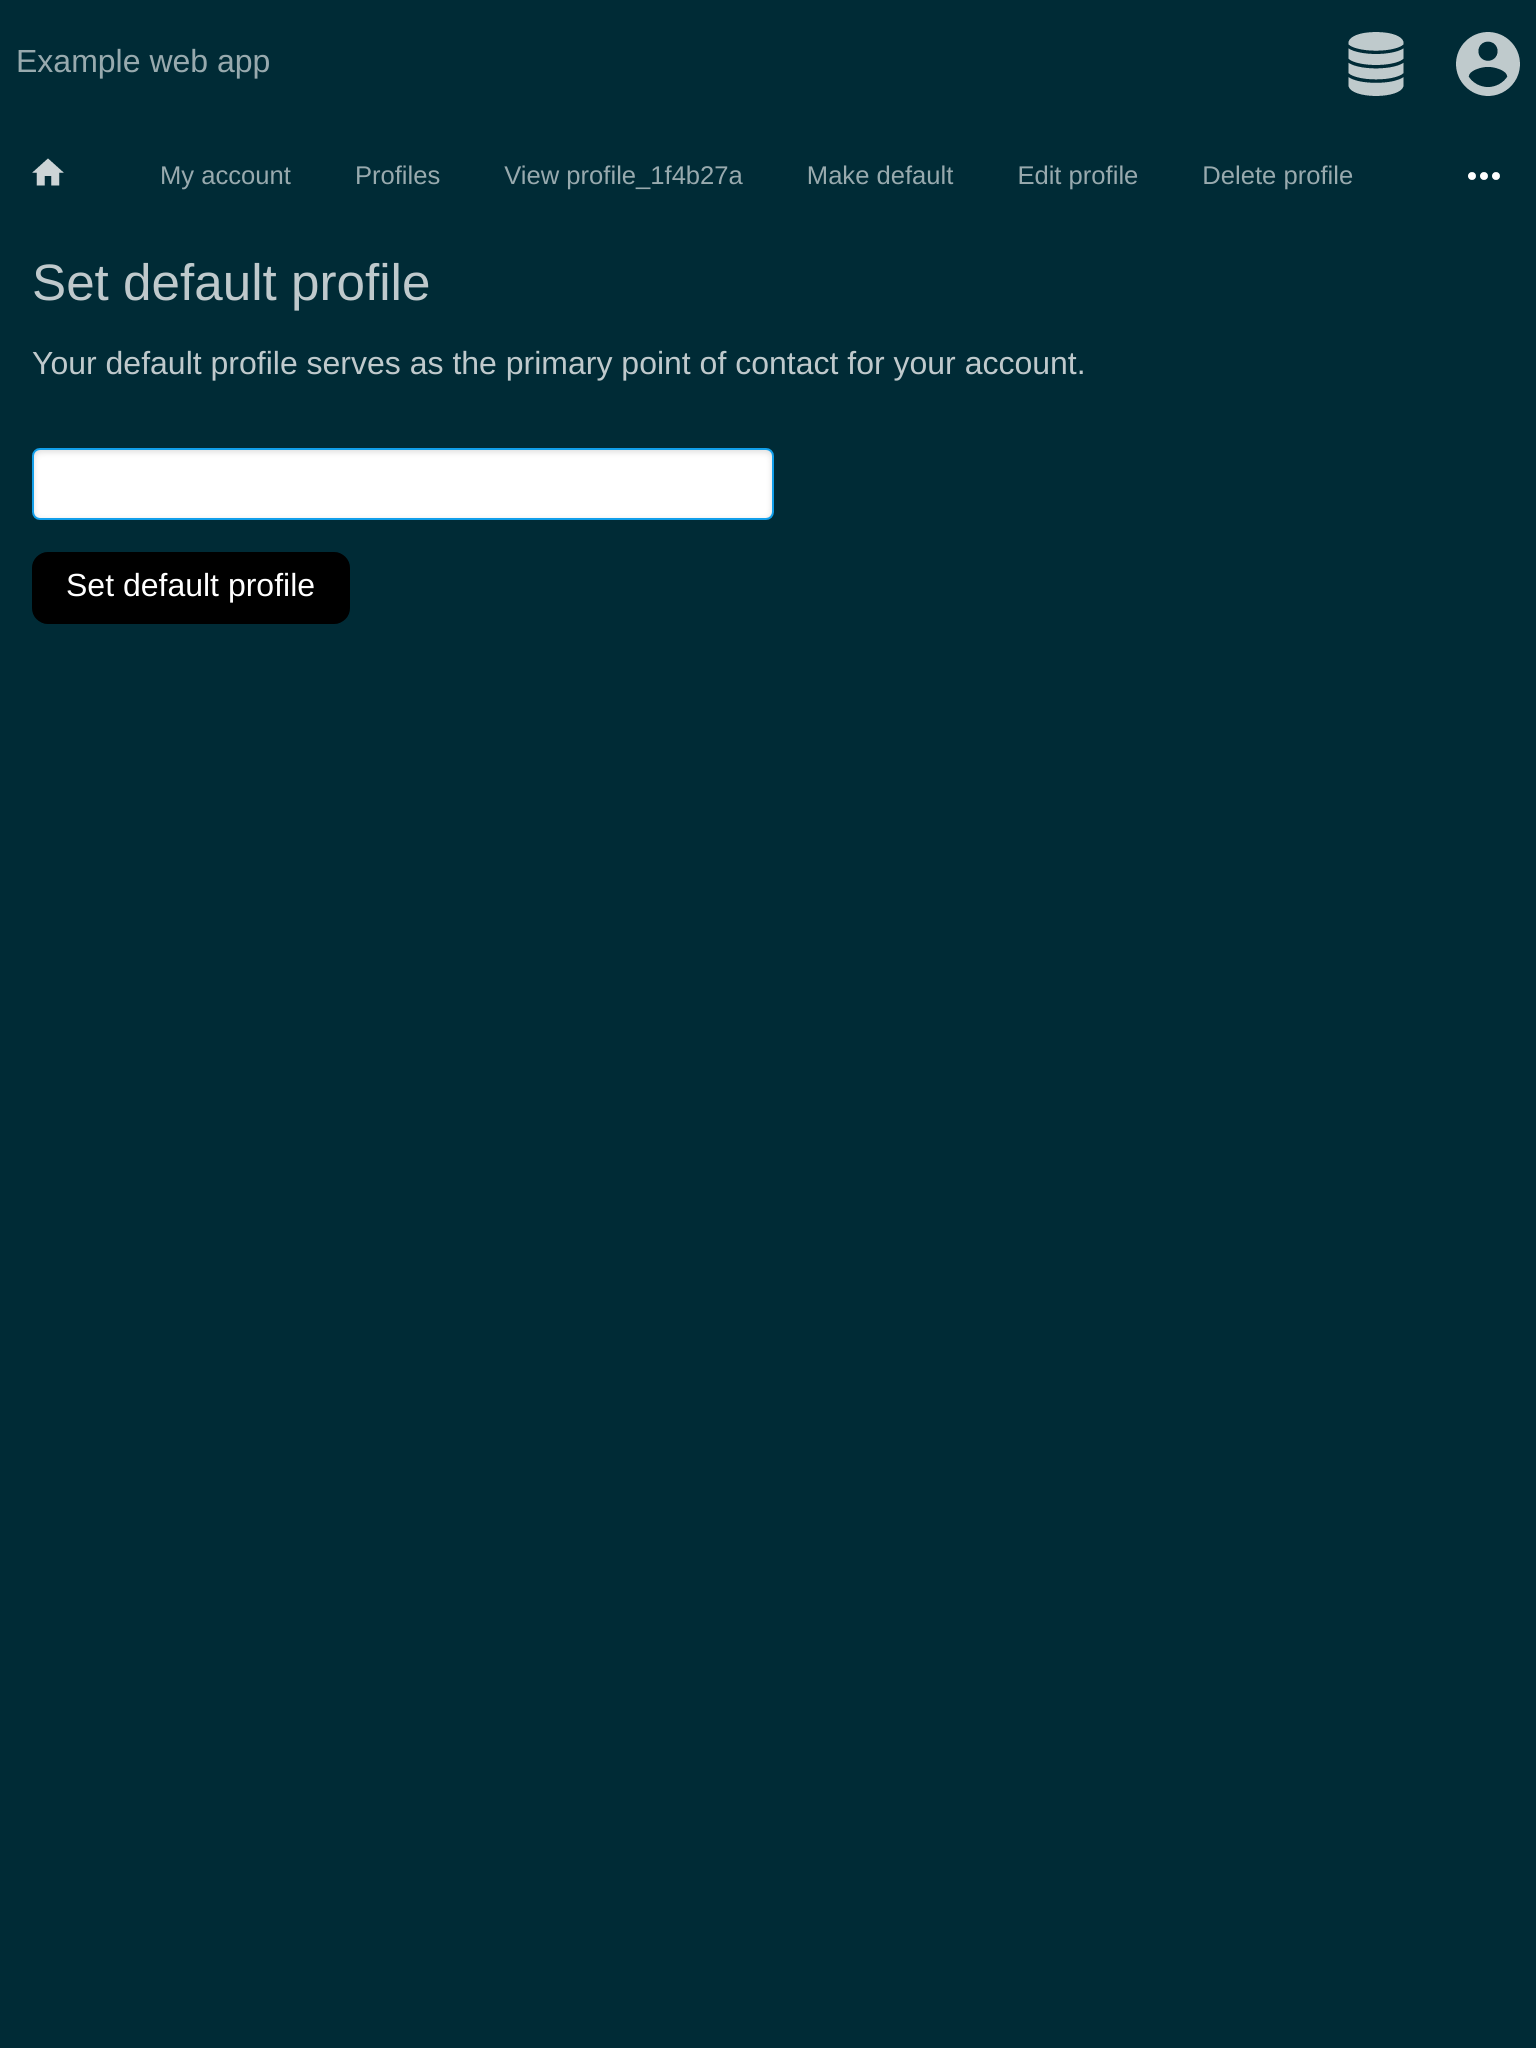 Example web app
My account Profiles View profile_1f4b27a Make default Edit profile Delete profile
Set default profile
Your default profile serves as the primary point of contact for your account.
Set default profile